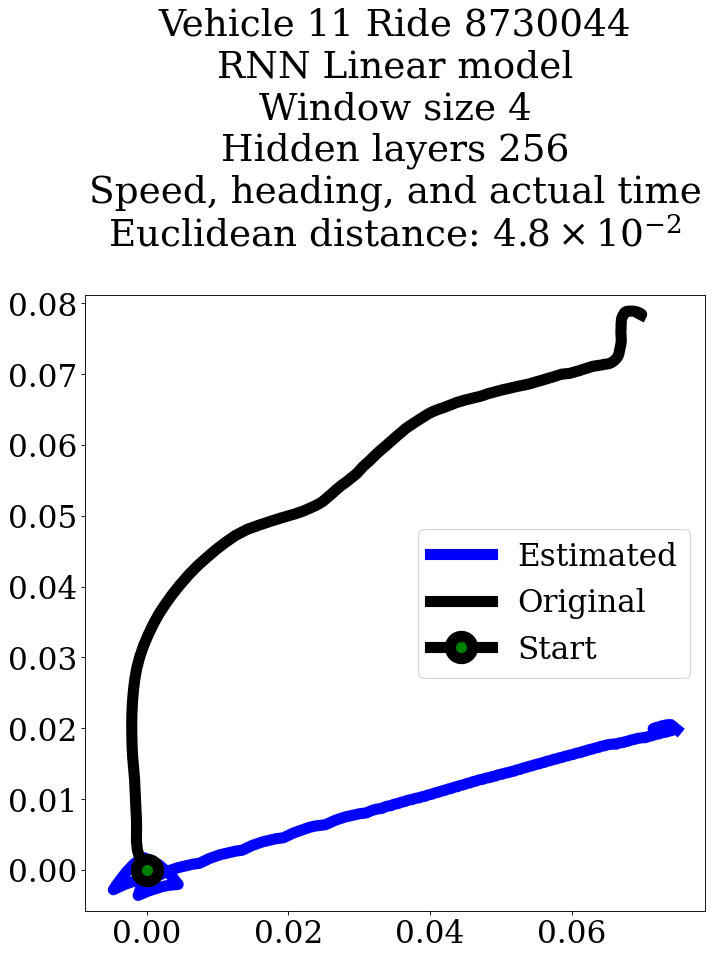 Vehicle 11 Ride 8730044
RNN Linear model
Window size 4
Hidden layers 256
Speed, heading, and actual time
Euclidean distance: 4.8 × 10⁻²
0.08
0.07
0.06
0.05
0.04
0.03
0.02
0.01
0.00
Estimated
Original
Start
0.00 0.02 0.04 0.06